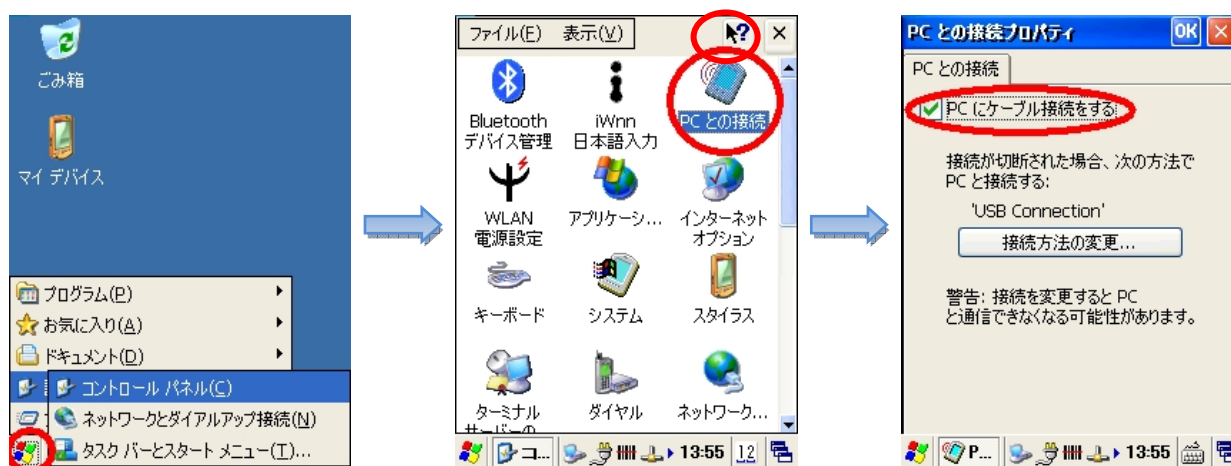 ごみ箱
マイ デバイス
プログラム(P)
お気に入り(A)
ドキュメント(D)
コントロール パネル(C)
ネットワークとダイアルアップ接続(N)
タスク バーとスタート メニュー(T)...
ファイル(F) 表示(V)
Bluetooth
デバイス管理
iWnn
日本語入力
PC との接続
WLAN
電源設定
アプリケーシ...
インターネット
オプション
キーボード
システム
スタイラス
ターミナル
サーバーの
ダイヤル
ネットワーク...
コ...
13:55
12
PC との接続プロパティ OK
PC との接続
PC にケーブル接続をする
接続が切断された場合、次の方法で
PC と接続する:
'USB Connection'
接続方法の変更...
警告: 接続を変更すると PC
と通信できなくなる可能性があります。
P...
13:55